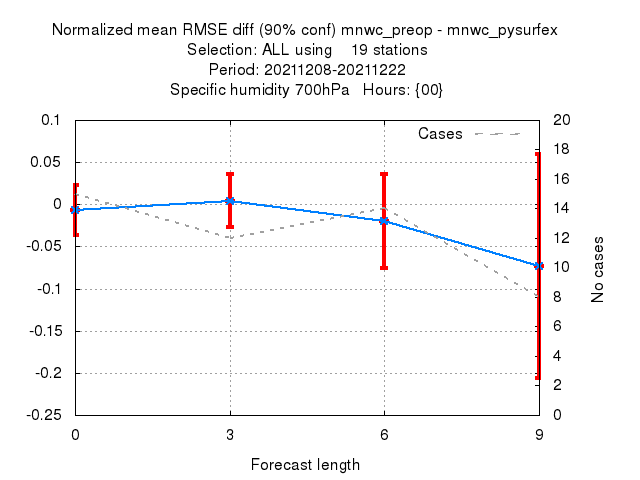 Normalized mean RMSE diff (90% conf) mnwc_preop - mnwc_pysurfex
Selection: ALL using    19 stations
Period: 20211208-20211222
Specific humidity 700hPa   Hours: {00}
Cases
0.1
0.05
0
-0.05
-0.1
-0.15
-0.2
-0.25
20
18
16
14
12
10
8
6
4
2
0
No cases
0 3 6 9
Forecast length